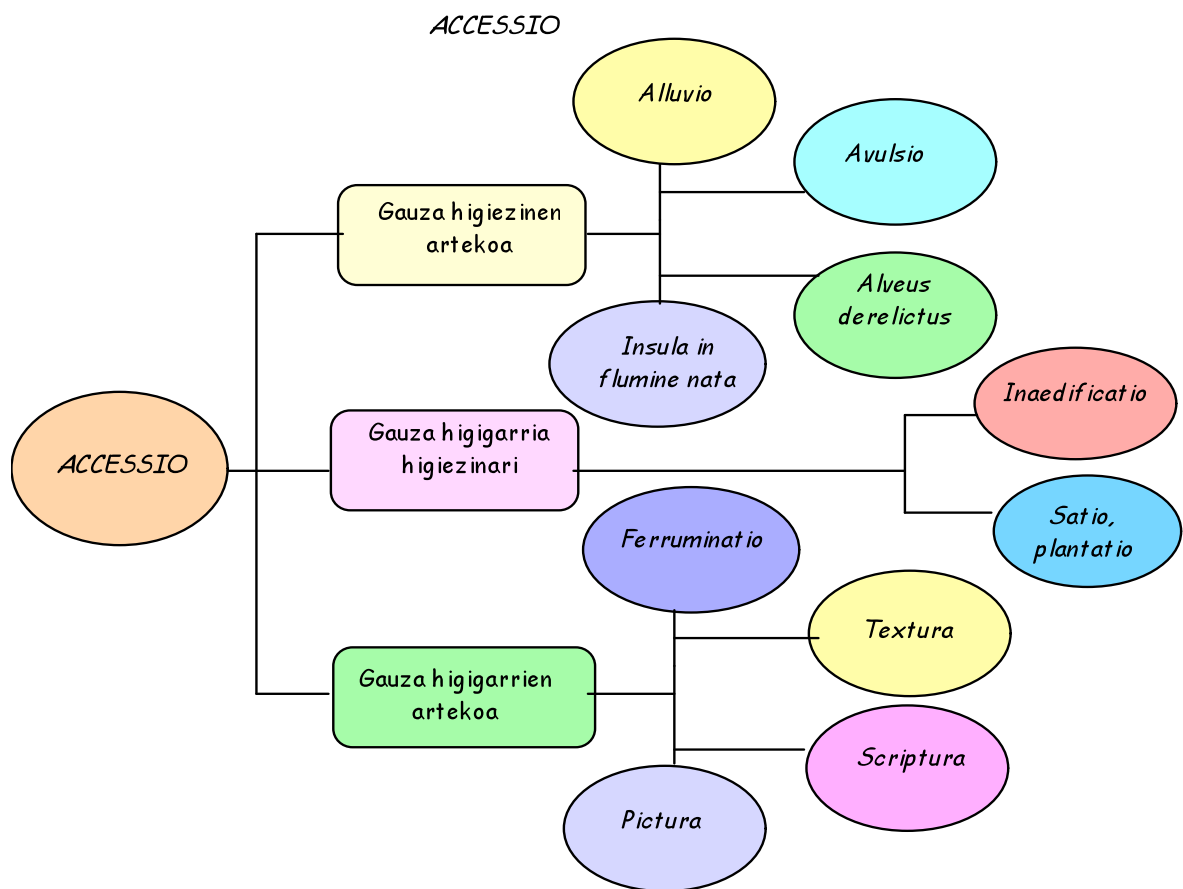 ACCESSIO
Alluvio
Avulsio
Gauza higiezinen
artekoa
Alveus
derelictus
Insula in
flumine nata
Inaedificatio
Gauza higigarria
higiezinari
ACCESSIO
Satio,
plantatio
Ferruminatio
Textura
Gauza higigarrien
artekoa
Scriptura
Pictura